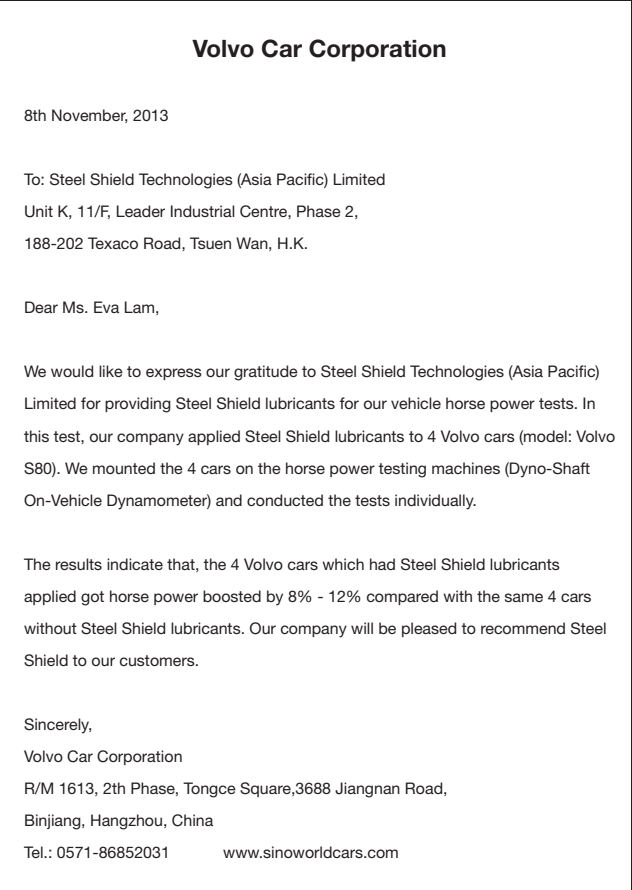 Volvo Car Corporation
8th November, 2013
To: Steel Shield Technologies (Asia Pacific) Limited
Unit K, 11/F, Leader Industrial Centre, Phase 2,
188-202 Texaco Road, Tsuen Wan, H.K.
Dear Ms. Eva Lam,
We would like to express our gratitude to Steel Shield Technologies (Asia Pacific)
Limited for providing Steel Shield lubricants for our vehicle horse power tests. In
this test, our company applied Steel Shield lubricants to 4 Volvo cars (model: Volvo
S80). We mounted the 4 cars on the horse power testing machines (Dyno-Shaft
On-Vehicle Dynamometer) and conducted the tests individually.
The results indicate that, the 4 Volvo cars which had Steel Shield lubricants
applied got horse power boosted by 8% - 12% compared with the same 4 cars
without Steel Shield lubricants. Our company will be pleased to recommend Steel
Shield to our customers.
Sincerely,
Volvo Car Corporation
R/M 1613, 2th Phase, Tongce Square,3688 Jiangnan Road,
Binjiang, Hangzhou, China
Tel.: 0571-86852031 www.sinoworldcars.com